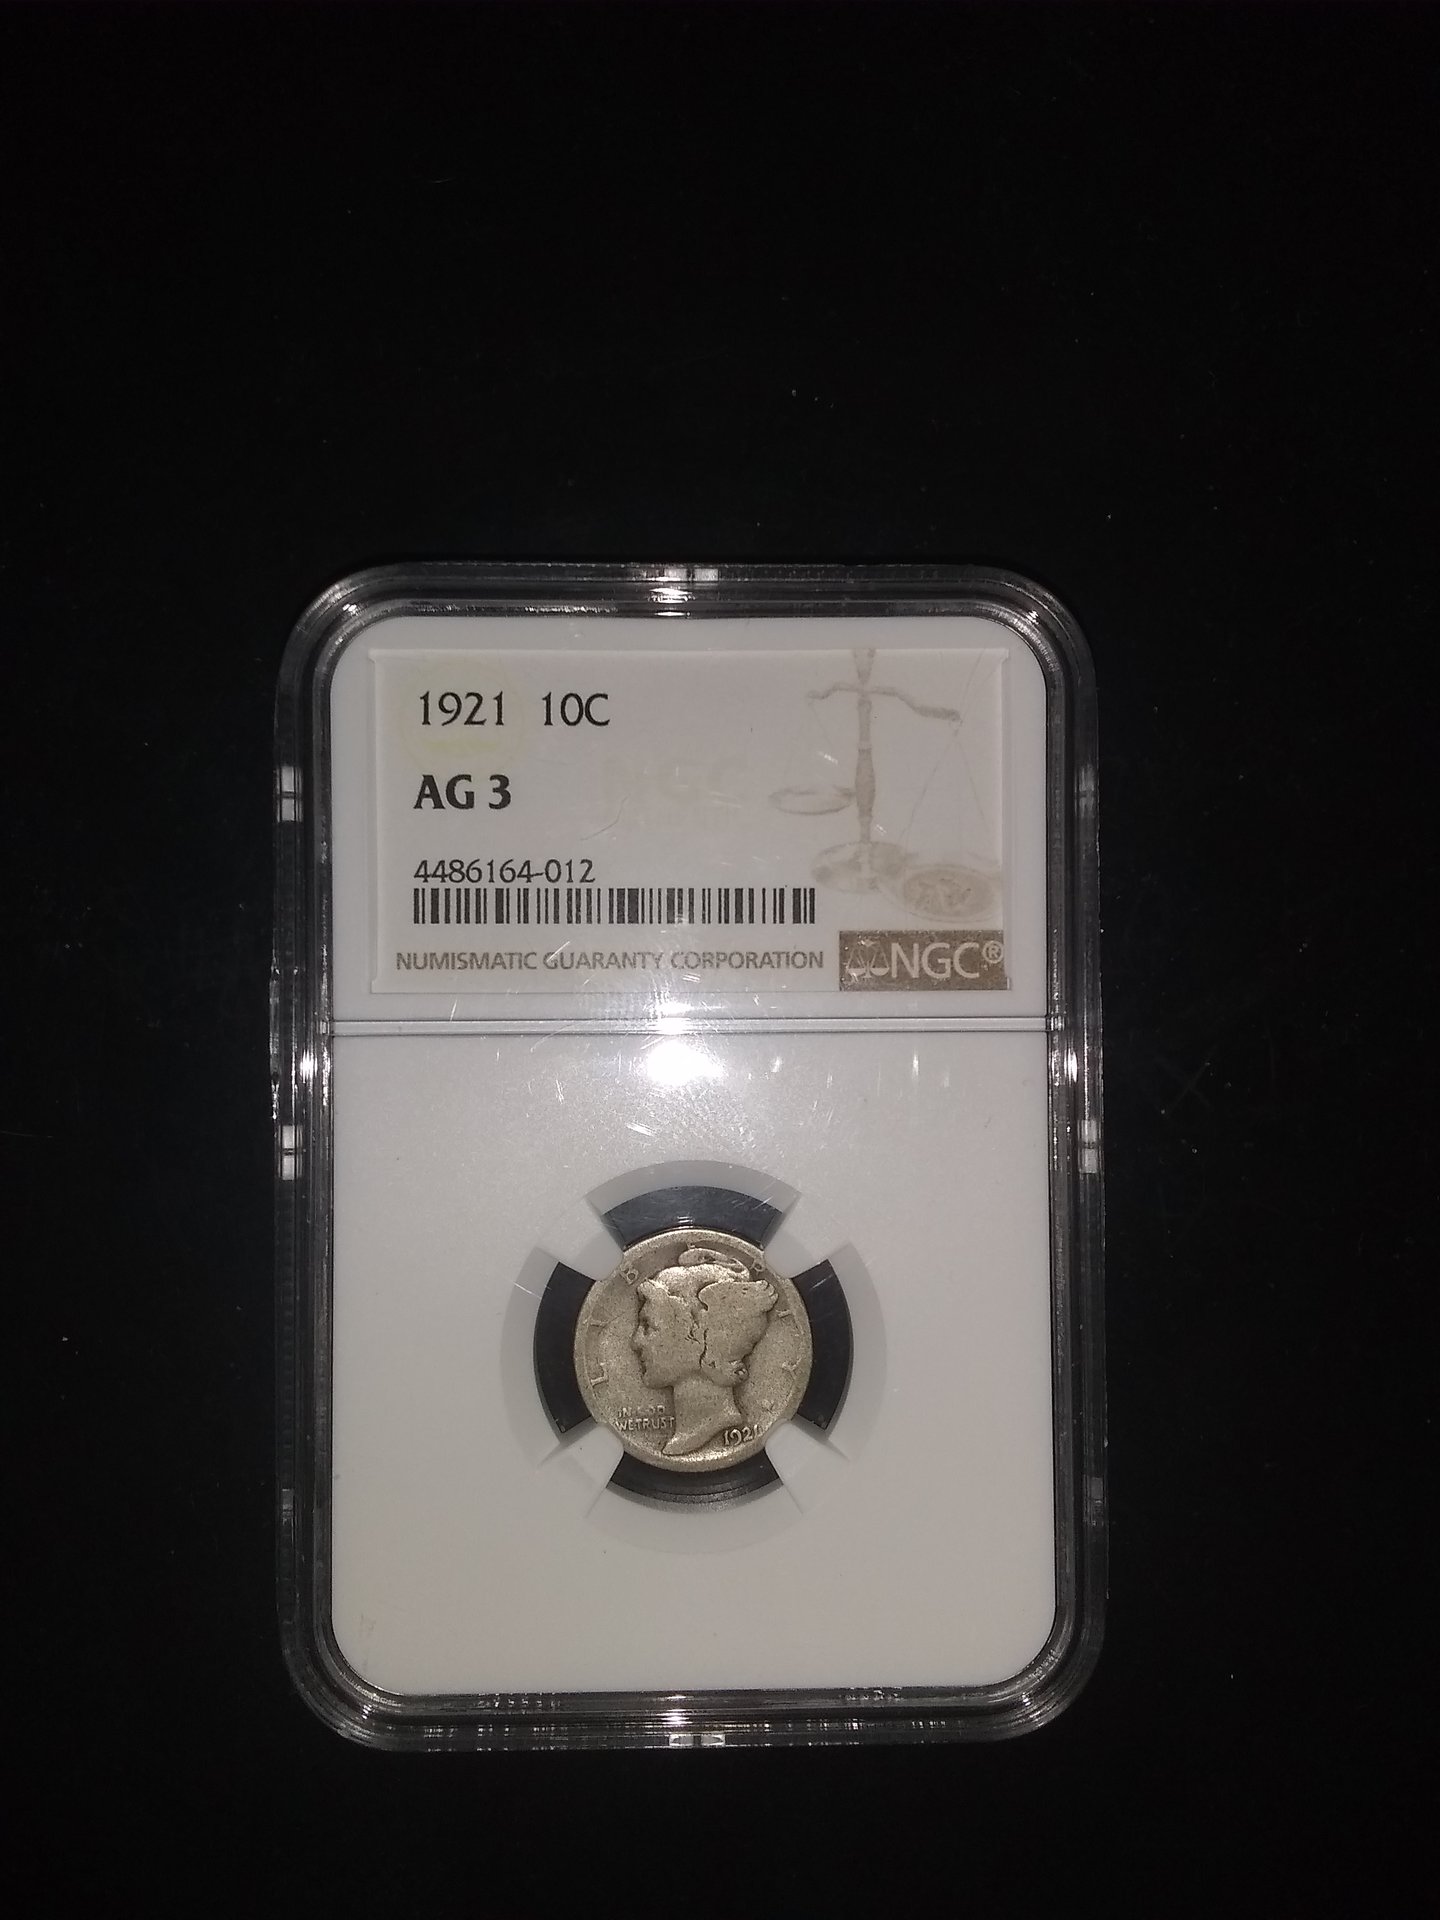 1921 10C
AG 3
4486164-012
NUMISMATIC GUARANTY CORPORATION NGC®
LIBERTY
IN GOD
WE TRUST
1921